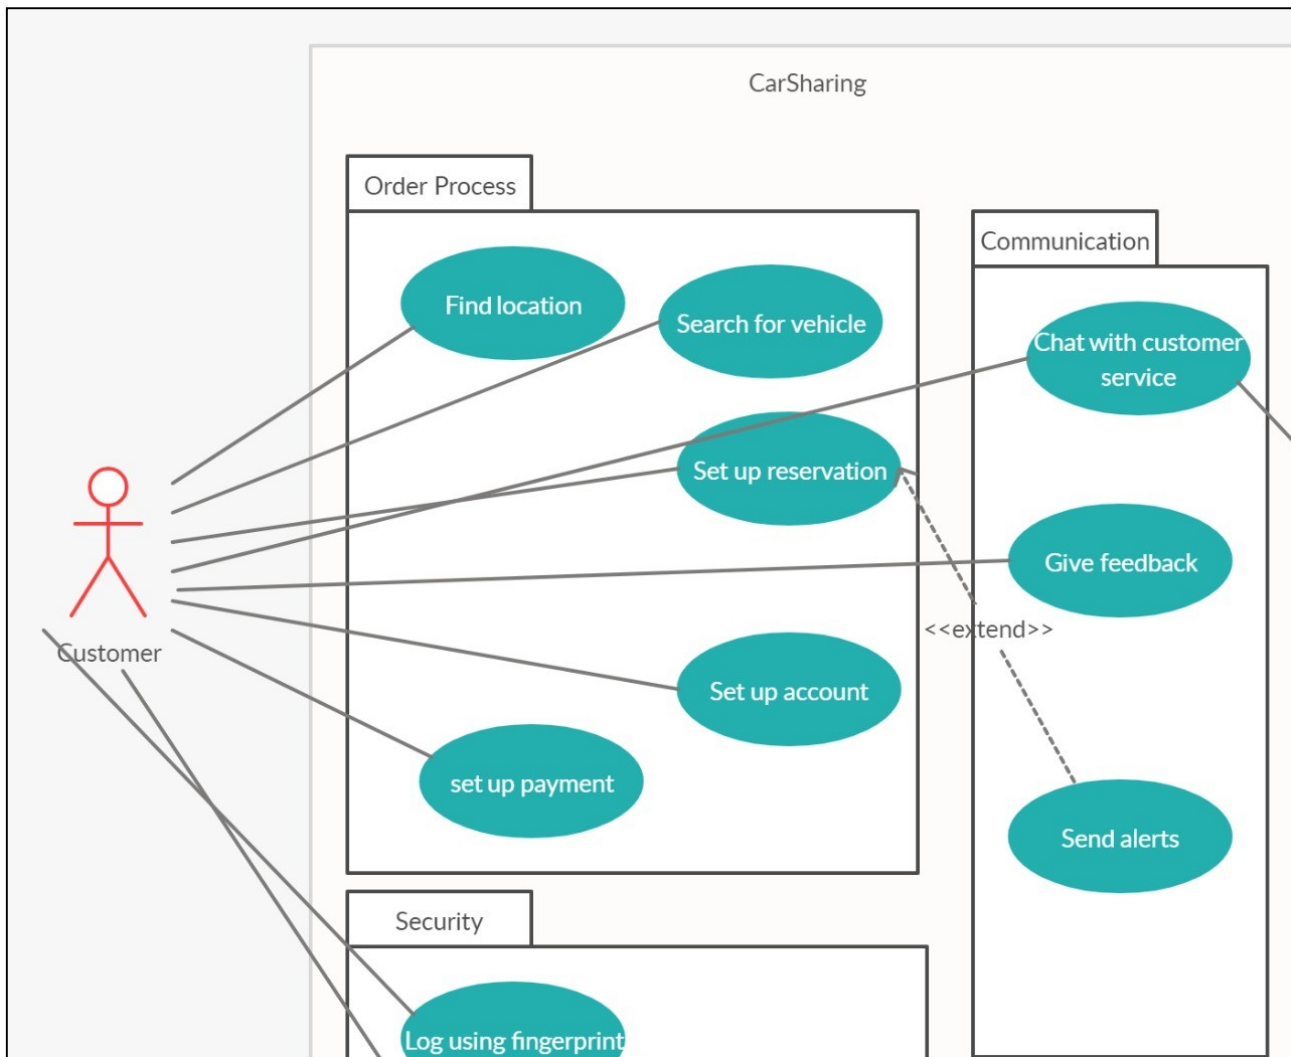 CarSharing
Order Process
Find location
Search for vehicle
Set up reservation
Set up account
set up payment
Communication
Chat with customer
service
Give feedback
<<extend>>
Send alerts
Customer
Security
Log using fingerprint